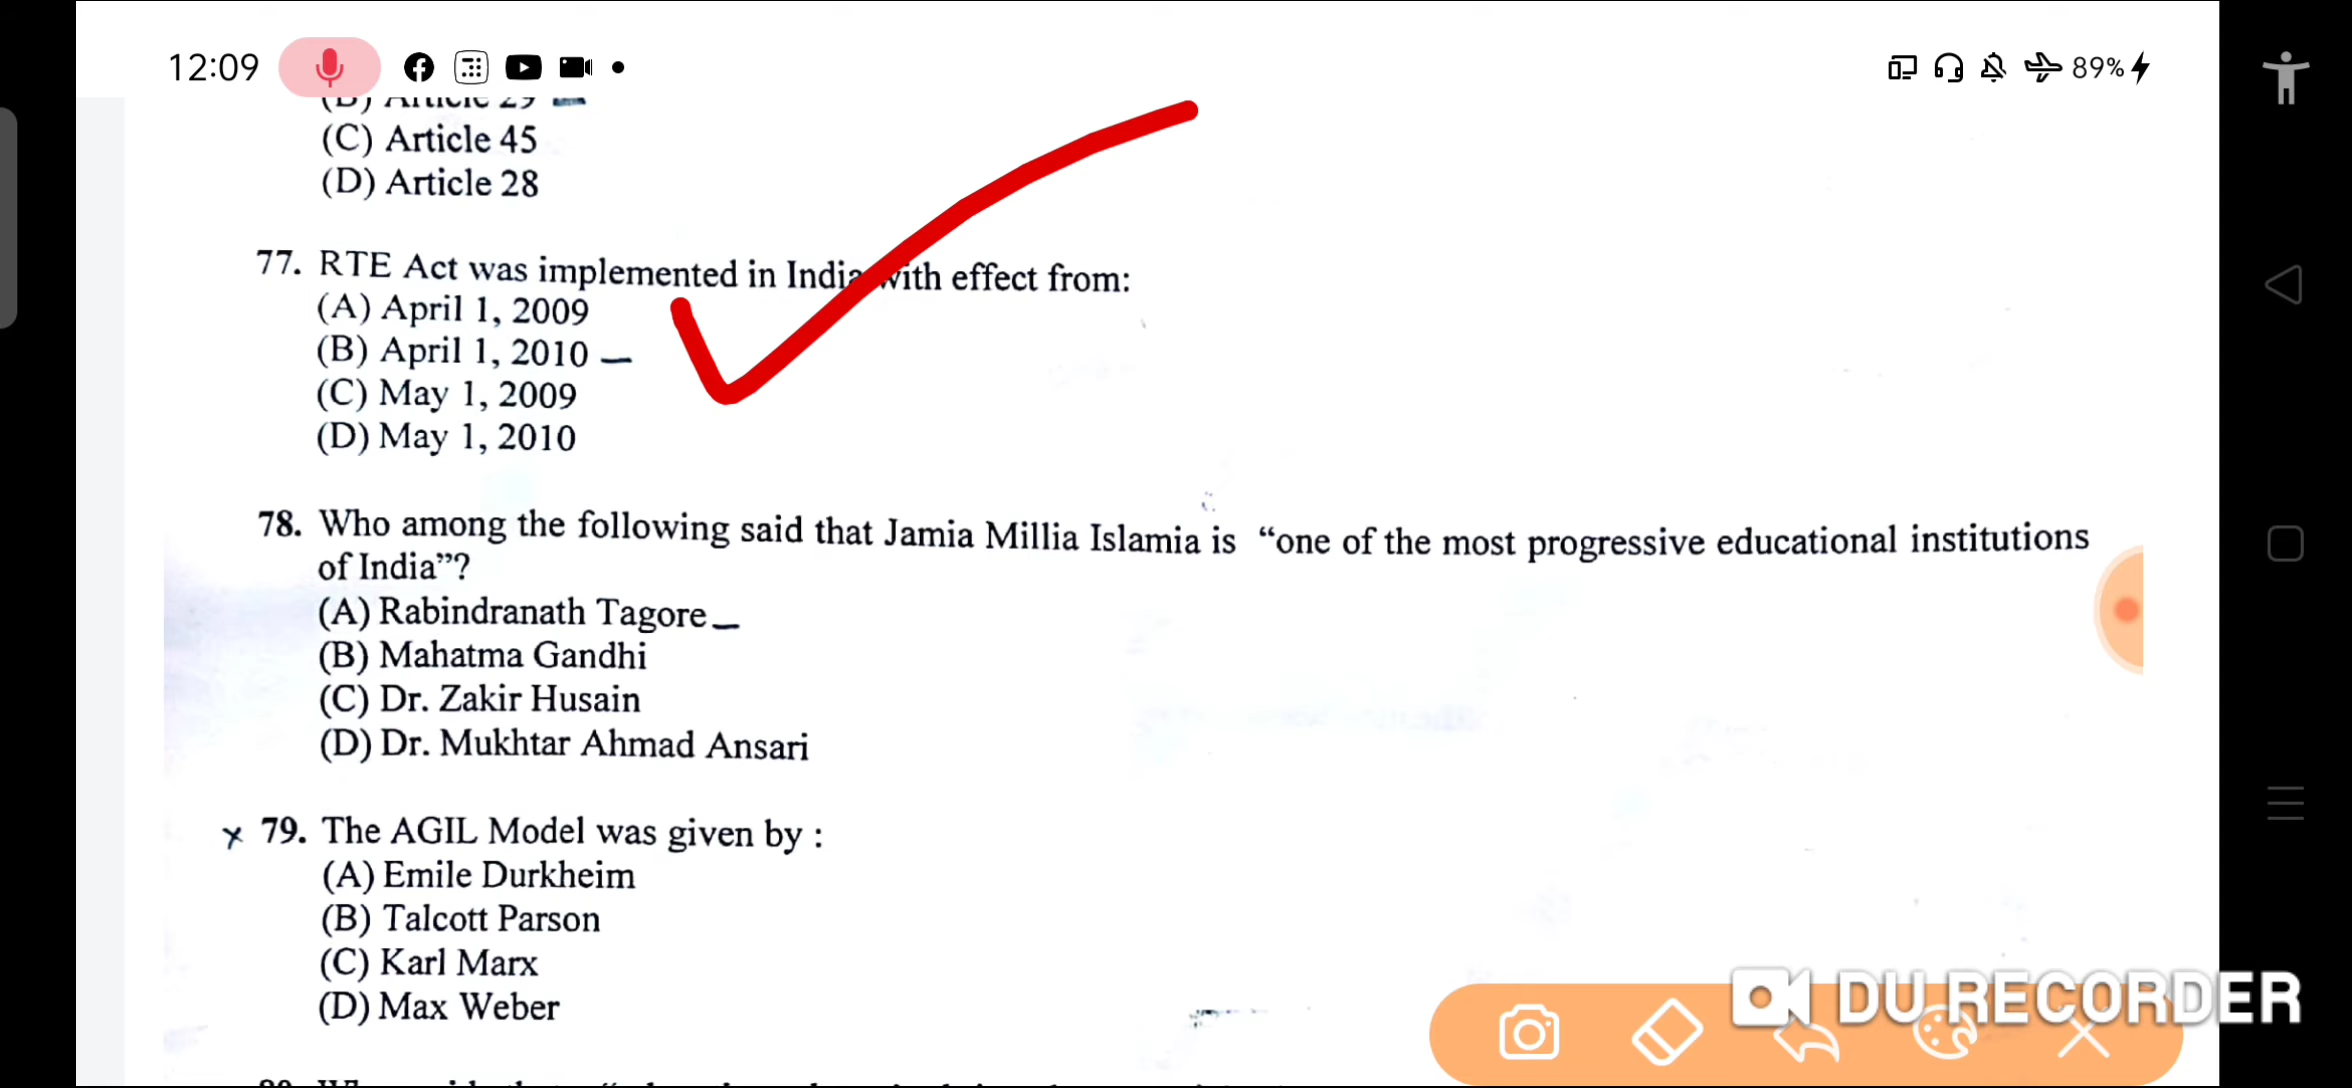 12:09
89%
(B) Article 29
(C) Article 45
(D) Article 28
77. RTE Act was implemented in India with effect from:
(A) April 1, 2009
(B) April 1, 2010
(C) May 1, 2009
(D) May 1, 2010
78. Who among the following said that Jamia Millia Islamia is "one of the most progressive educational institutions
of India"?
(A) Rabindranath Tagore
(B) Mahatma Gandhi
(C) Dr. Zakir Husain
(D) Dr. Mukhtar Ahmad Ansari
x 79. The AGIL Model was given by :
(A) Emile Durkheim
(B) Talcott Parson
(C) Karl Marx
(D) Max Weber
DU RECORDER